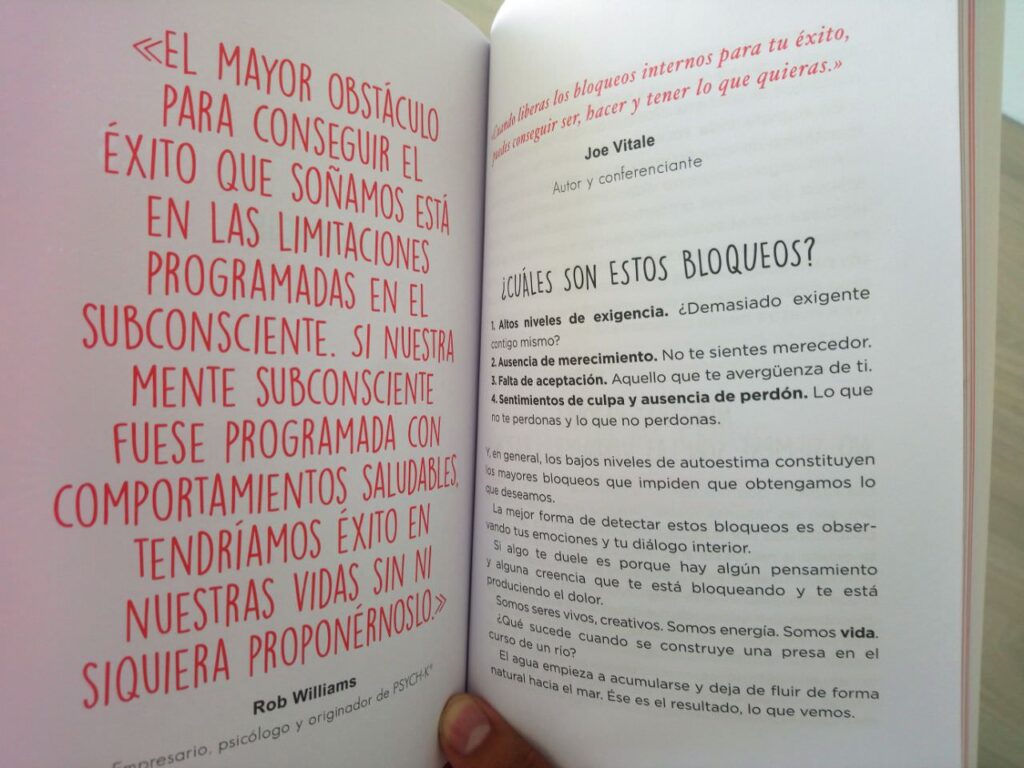 «EL MAYOR OBSTÁCULO
PARA CONSEGUIR EL
ÉXITO QUE SOÑAMOS ESTÁ
EN LAS LIMITACIONES
PROGRAMADAS EN EL
SUBCONSCIENTE. SI NUESTRA
MENTE SUBCONSCIENTE
FUESE PROGRAMADA CON
COMPORTAMIENTOS SALUDABLES,
TENDRÍAMOS ÉXITO EN
NUESTRAS VIDAS SIN NI
SIQUIERA PROPONÉRNOSLO.»
Rob Williams
Empresario, psicólogo y originador de PSYCH-K®
«Cuando liberas los bloqueos internos para tu éxito,
puedes conseguir ser, hacer y tener lo que quieras.»
Joe Vitale
Autor y conferenciante
¿CUÁLES SON ESTOS BLOQUEOS?
1. Altos niveles de exigencia. ¿Demasiado exigente
contigo mismo?
2. Ausencia de merecimiento. No te sientes merecedor.
3. Falta de aceptación. Aquello que te avergüenza de ti.
4. Sentimientos de culpa y ausencia de perdón. Lo que
no te perdonas y lo que no perdonas.
Y, en general, los bajos niveles de autoestima constituyen
los mayores bloqueos que impiden que obtengamos lo
que deseamos.
La mejor forma de detectar estos bloqueos es obser-
vando tus emociones y tu diálogo interior.
Si algo te duele es porque hay algún pensamiento
y alguna creencia que te está bloqueando y te está
produciendo el dolor.
Somos seres vivos, creativos. Somos energía. Somos vida.
¿Qué sucede cuando se construye una presa en el
curso de un río?
El agua empieza a acumularse y deja de fluir de forma
natural hacia el mar. Ése es el resultado, lo que vemos.